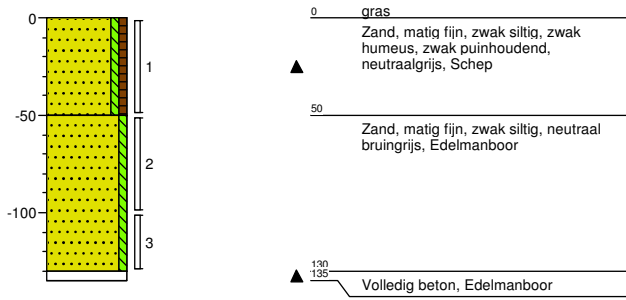 0
-50
-100
1
2
3
0
gras
Zand, matig fijn, zwak siltig, zwak
humeus, zwak puinhoudend,
neutraalgrijs, Schep
50
Zand, matig fijn, zwak siltig, neutraal
bruingrijs, Edelmanboor
130
135
Volledig beton, Edelmanboor